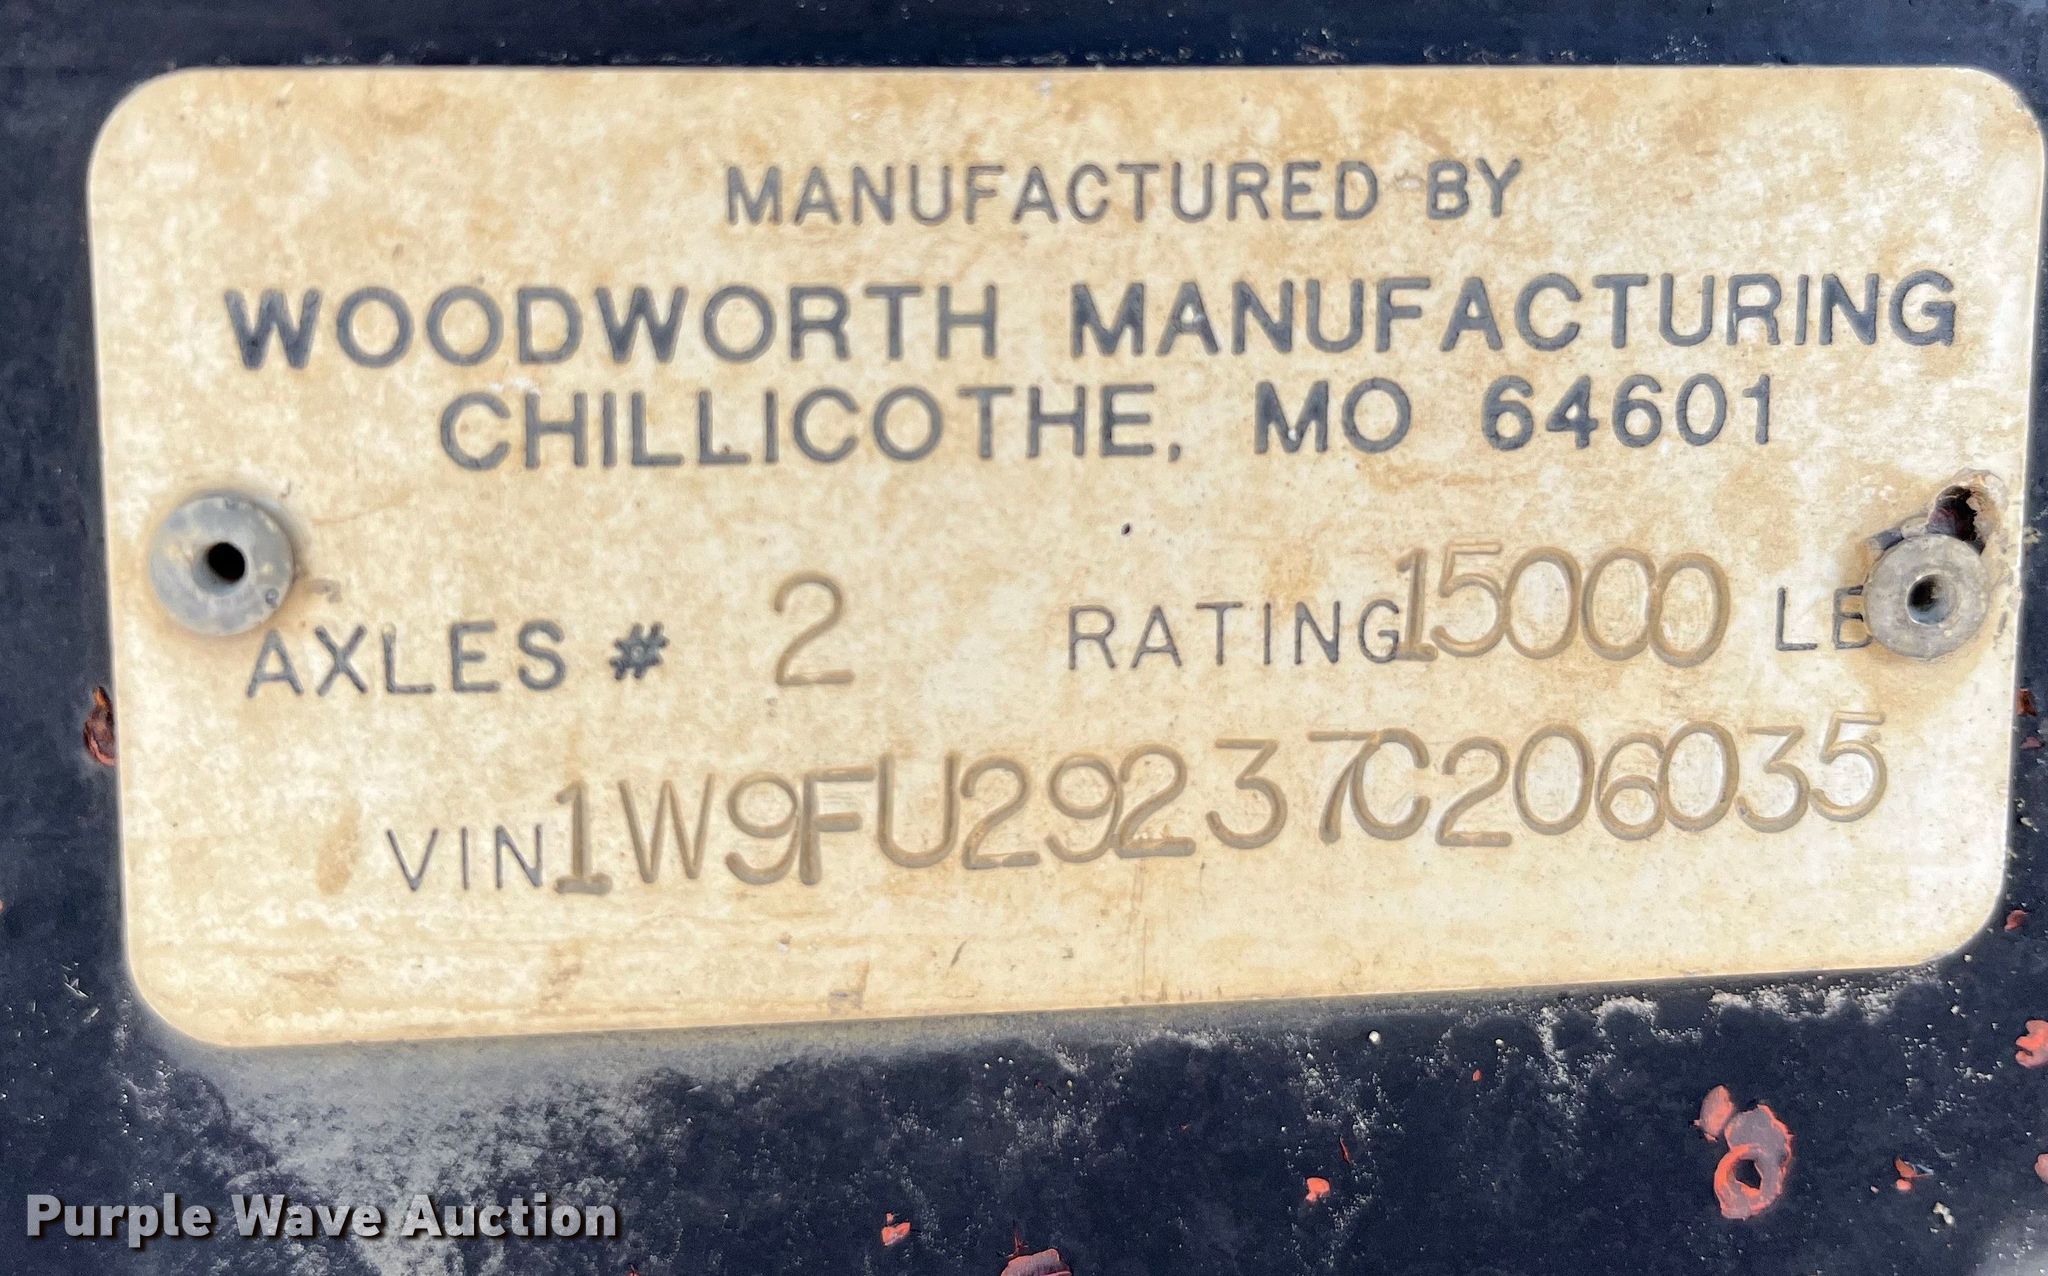 MANUFACTURED BY
WOODWORTH MANUFACTURING
CHILLICOTHE, MO 64601
AXLES # 2 RATING 15000 LB
VIN 1W9FU29237C206035
Purple Wave Auction